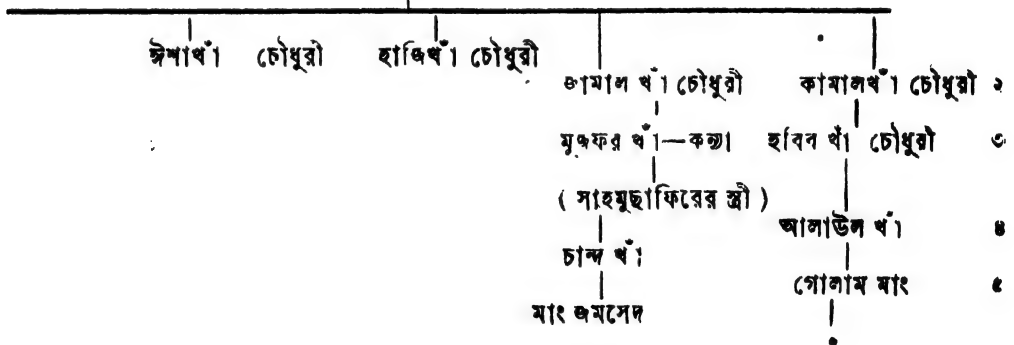 ঈশাখাঁ চৌধুরী হাজিখাঁ চৌধুরী
জামাল খাঁ চৌধুরী কামালখাঁ চৌধুরী ২
মুজফর খাঁ—কন্যা হবিব খাঁ চৌধুরী ৩
( সাহমুছাফিরের স্ত্রী )
আলাউল খাঁ ৪
চান্দ খাঁ
গোলাম মাং ৫
মাং জমসেদ